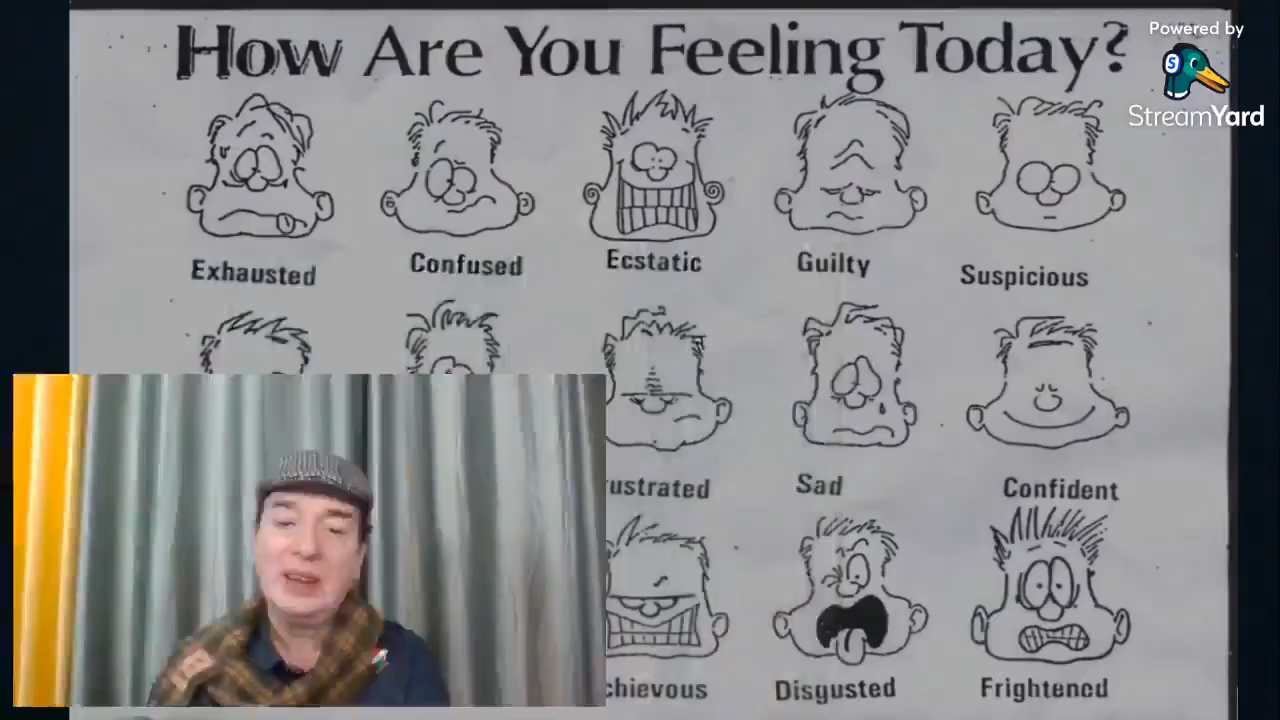 How Are You Feeling Today?
Powered by
StreamYard
Exhausted
Confused
Ecstatic
Guilty
Suspicious
ustrated
Sad
Confident
chievous
Disgusted
Frightened